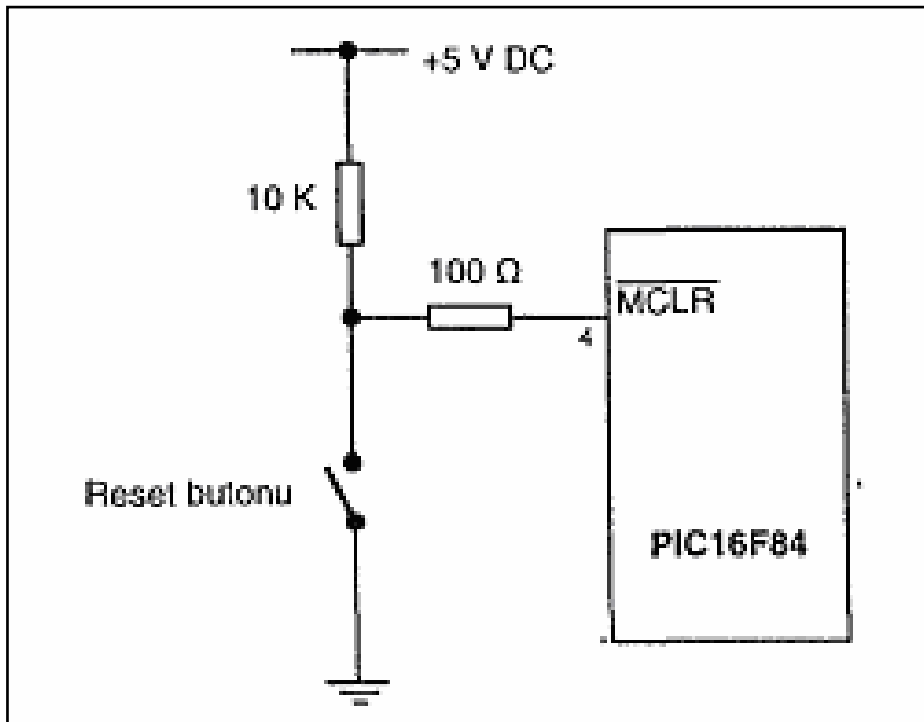 +5 V DC
10 K
100 Ω
MCLR
4
Reset butonu
PIC16F84